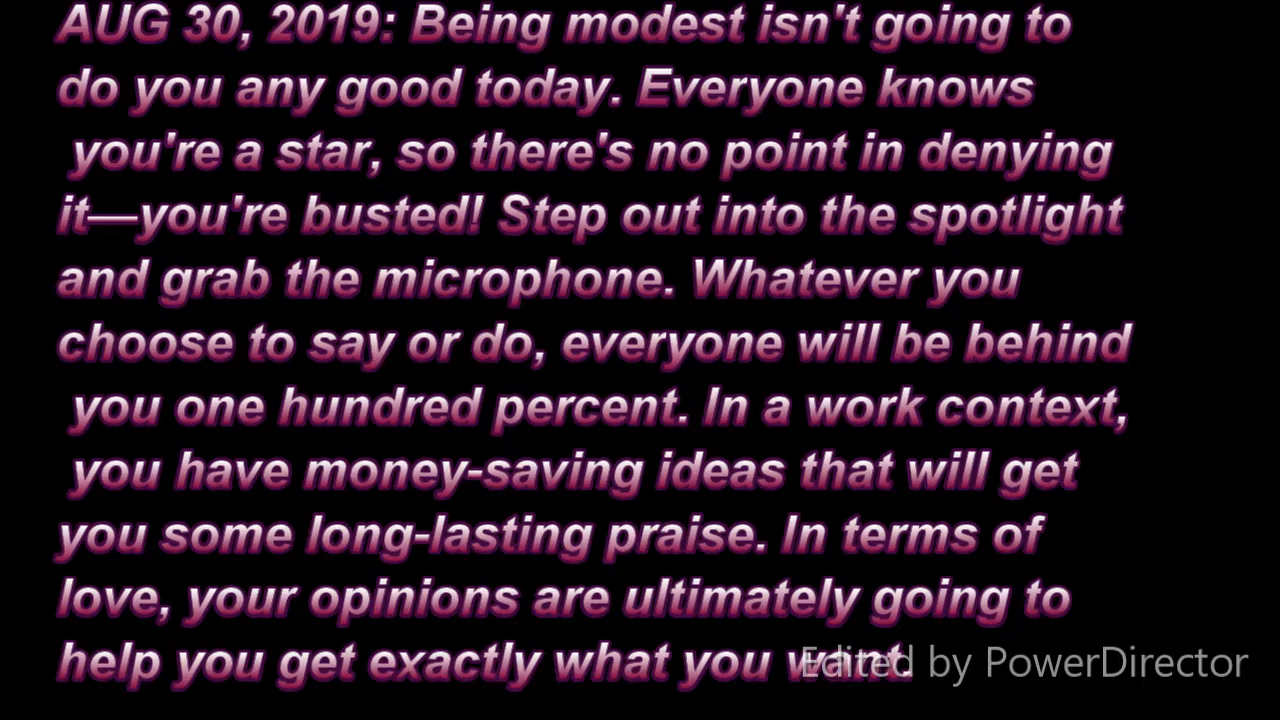 AUG 30, 2019: Being modest isn't going to
do you any good today. Everyone knows
you're a star, so there's no point in denying
it—you're busted! Step out into the spotlight
and grab the microphone. Whatever you
choose to say or do, everyone will be behind
you one hundred percent. In a work context,
you have money-saving ideas that will get
you some long-lasting praise. In terms of
love, your opinions are ultimately going to
help you get exactly what you want.
Edited by PowerDirector